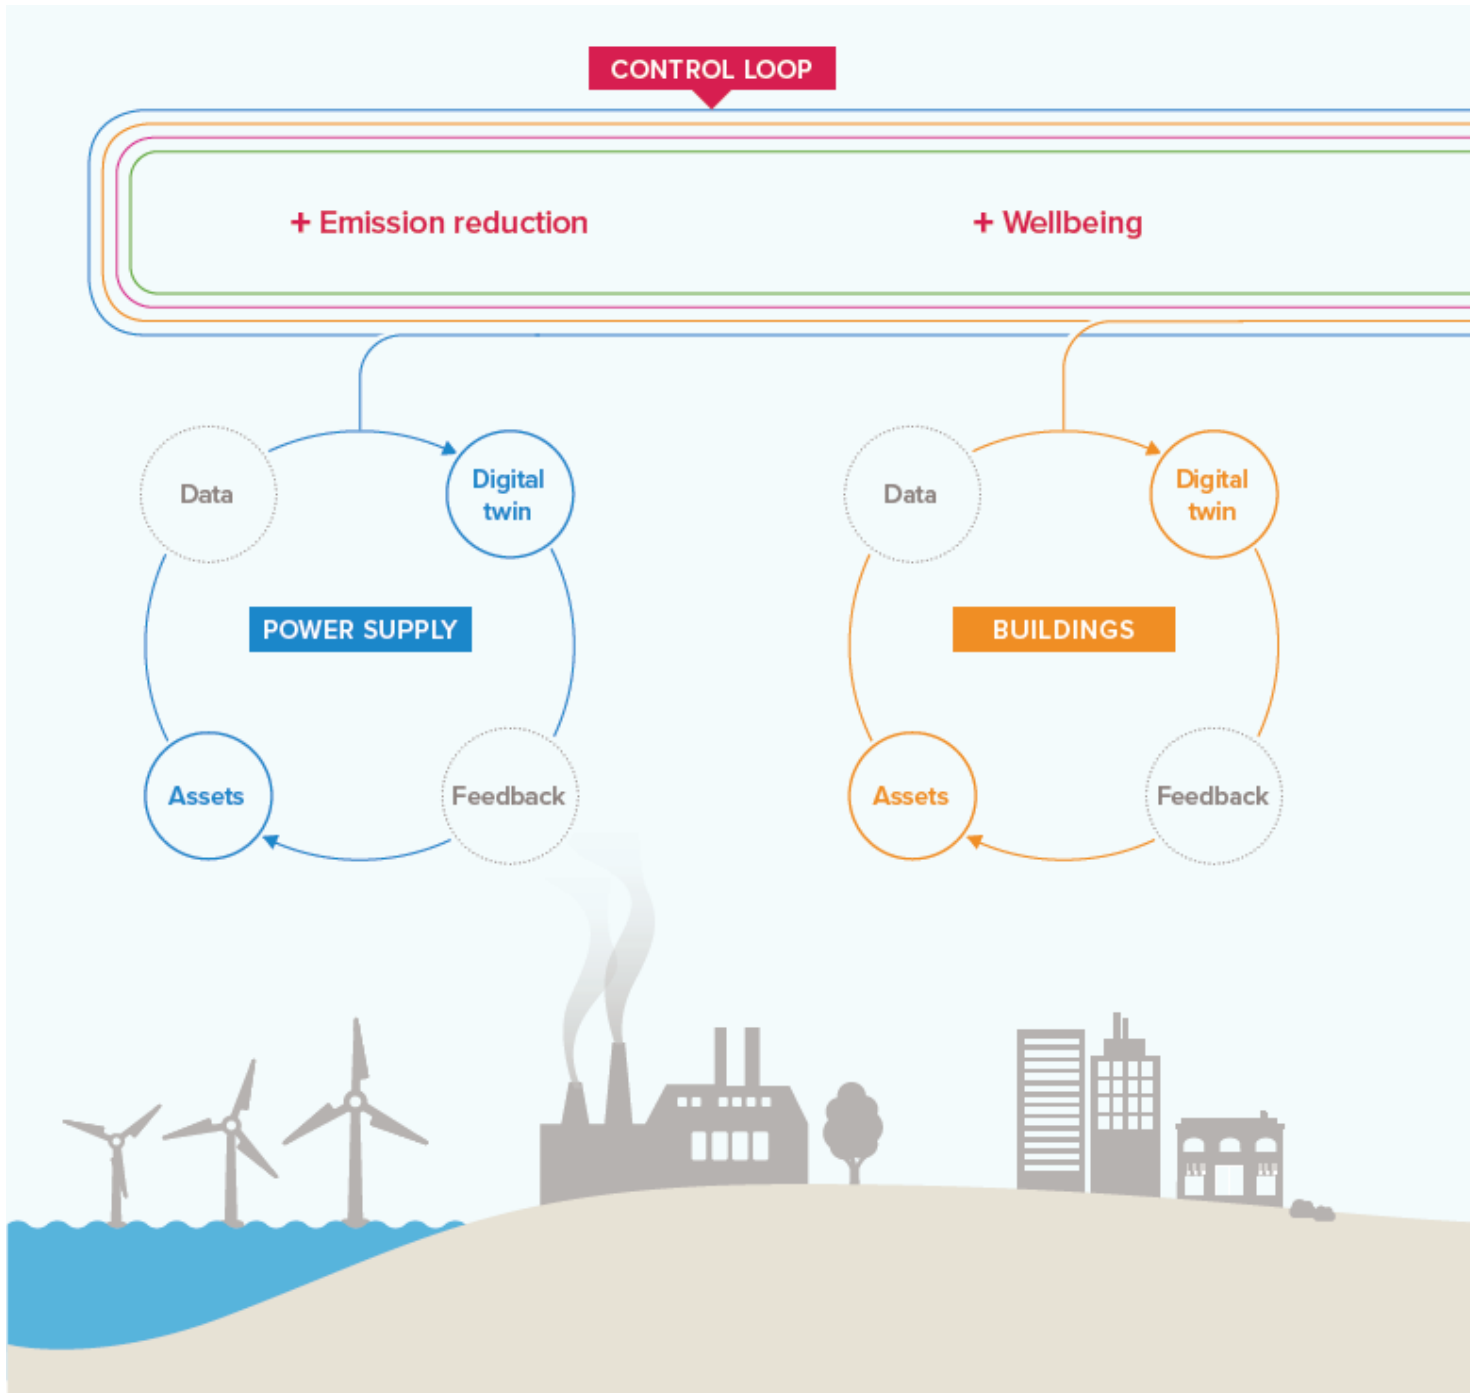 CONTROL LOOP
+ Emission reduction
+ Wellbeing
Data
Digital
twin
POWER SUPPLY
Assets
Feedback
Data
Digital
twin
BUILDINGS
Assets
Feedback